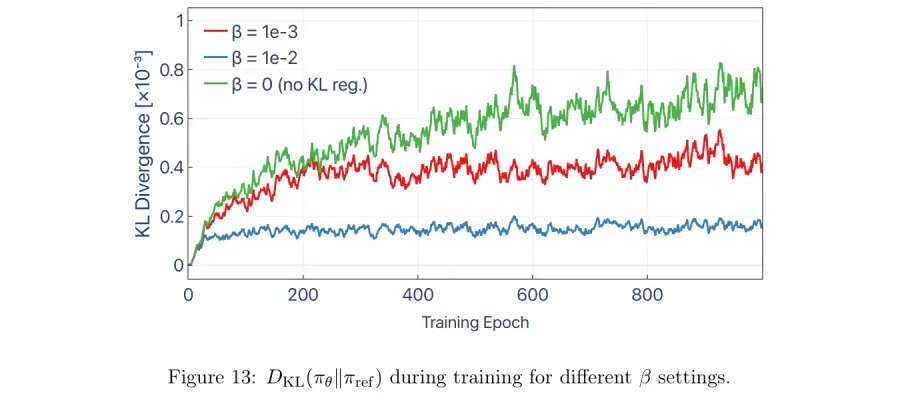 1
β = 1e-3
β = 1e-2
β = 0 (no KL reg.)
0.8
0.6
0.4
0.2
0
KL Divergence [×10⁻³]
0 200 400 600 800
Training Epoch
Figure 13: D_KL(π_θ‖π_ref) during training for different β settings.